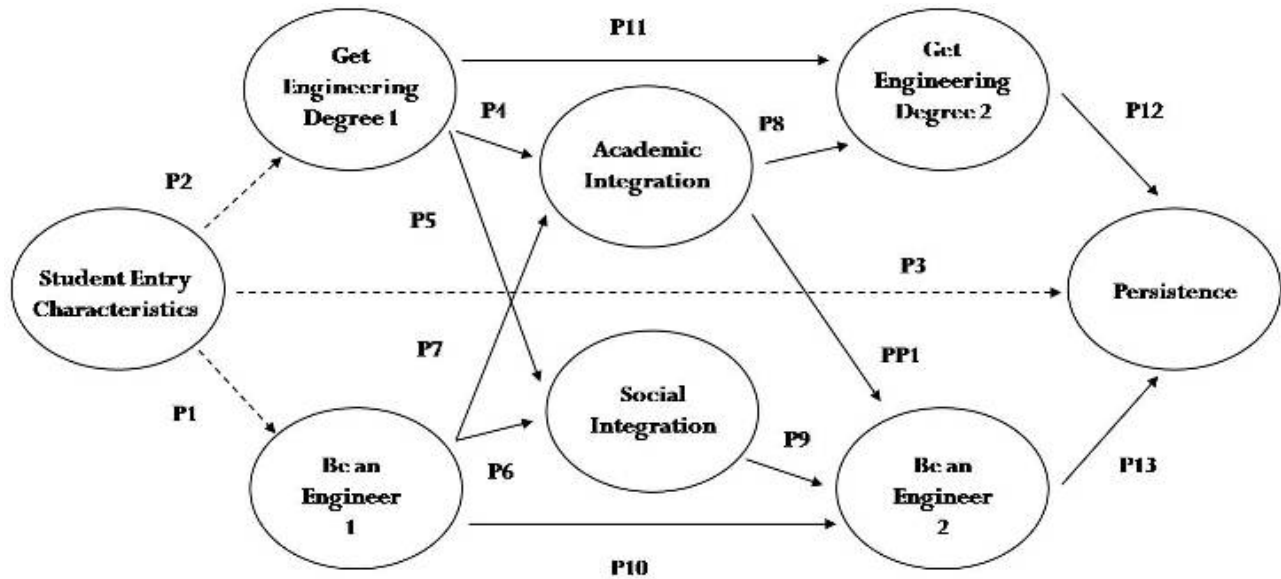 P11
Get
Engineering
Degree 1
Get
Engineering
Degree 2
P4
P8
P12
Academic
Integration
P2
P5
Student Entry
Characteristics
P3
Persistence
P7
PP1
Social
Integration
P1
P9
P6
P13
Be an
Engineer
1
Be an
Engineer
2
P10